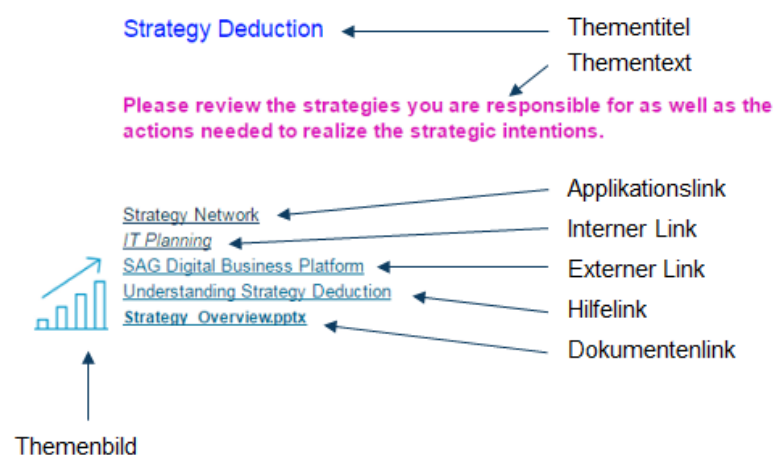 Strategy Deduction
Thementitel
Thementext
Please review the strategies you are responsible for as well as the
actions needed to realize the strategic intentions.
Strategy Network
Applikationslink
IT Planning
Interner Link
SAG Digital Business Platform
Externer Link
Understanding Strategy Deduction
Hilfelink
Strategy_Overview.pptx
Dokumentenlink
Themenbild